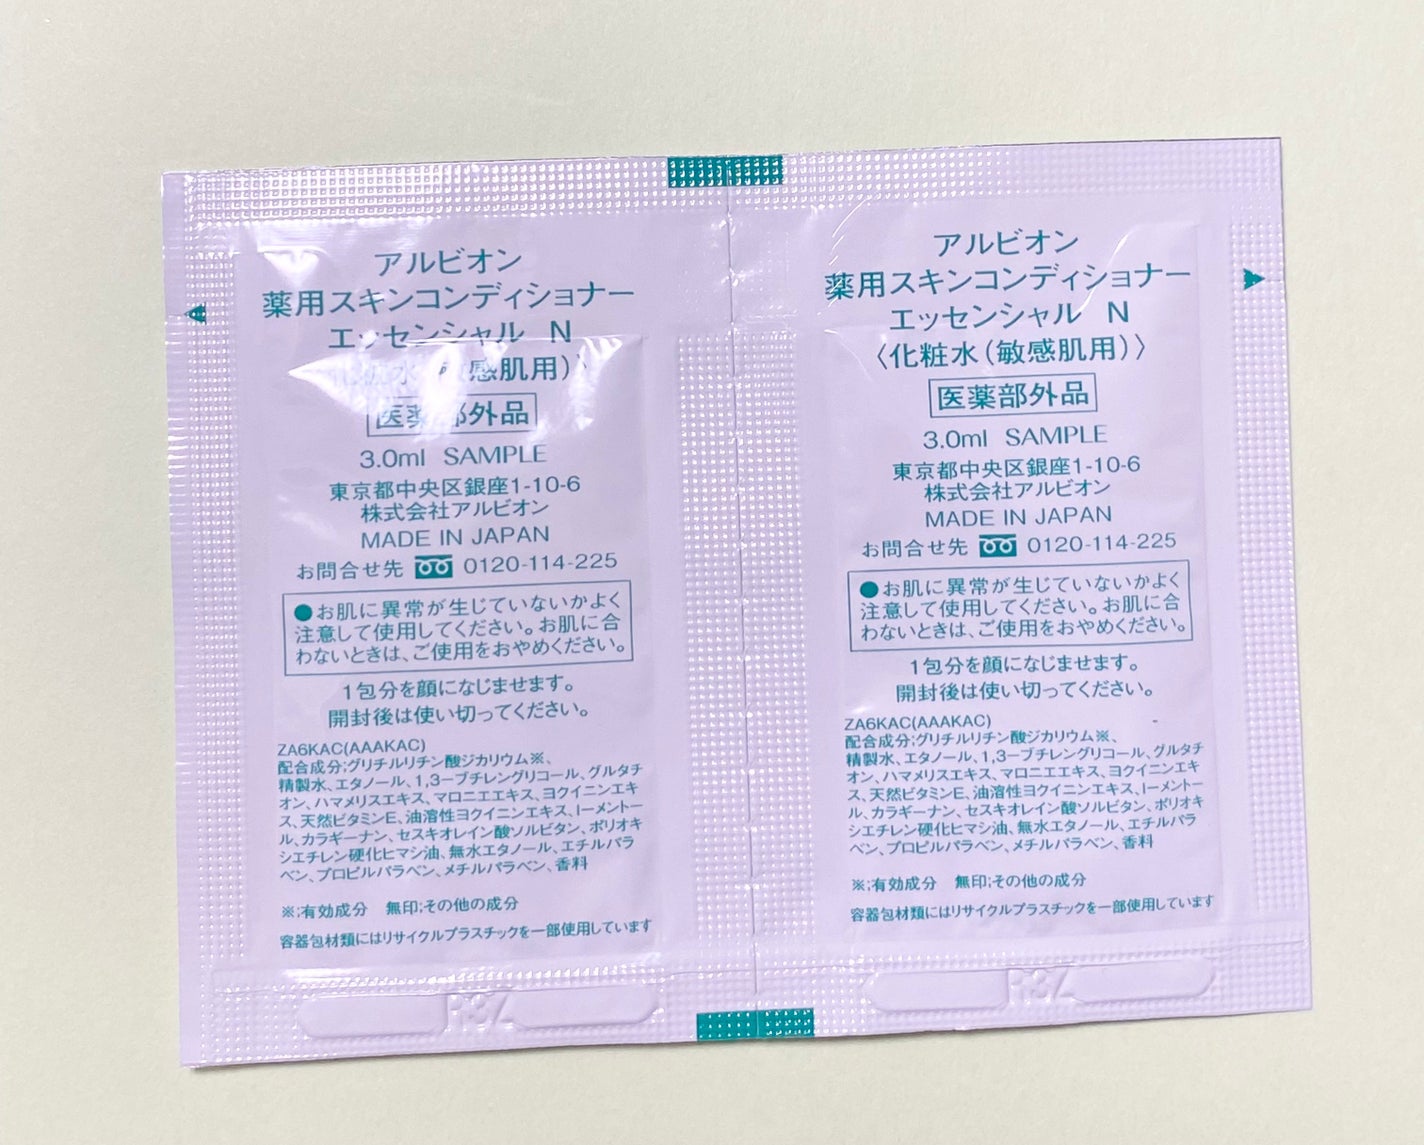 アルビオン
薬用スキンコンディショナー
エッセンシャル N
化粧水(敏感肌用)〉
医薬部外品
3.0ml SAMPLE
東京都中央区銀座1-10-6
株式会社アルビオン
MADE IN JAPAN
お問合せ先 0120-114-225
●お肌に異常が生じていないかよく
注意して使用してください。お肌に合
わないときは、ご使用をおやめください。
1包分を顔になじませます。
開封後は使い切ってください。
ZA6KAC(AAAKAC)
配合成分;グリチルリチン酸ジカリウム※、
精製水、エタノール、1,3ーブチレングリコール、グルタチ
オン、ハマメリスエキス、マロニエエキス、ヨクイニンエキ
ス、天然ビタミンE、油溶性ヨクイニンエキス、l-メントー
ル、カラギーナン、セスキオレイン酸ソルビタン、ポリオキ
シエチレン硬化ヒマシ油、無水エタノール、エチルパラ
ベン、プロピルパラベン、メチルパラベン、香料
※;有効成分 無印;その他の成分
容器包材類にはリサイクルプラスチックを一部使用しています
アルビオン
薬用スキンコンディショナー
エッセンシャル N
〈化粧水(敏感肌用)〉
医薬部外品
3.0ml SAMPLE
東京都中央区銀座1-10-6
株式会社アルビオン
MADE IN JAPAN
お問合せ先 0120-114-225
●お肌に異常が生じていないかよく
注意して使用してください。お肌に合
わないときは、ご使用をおやめください。
1包分を顔になじませます。
開封後は使い切ってください。
ZA6KAC(AAAKAC)
配合成分;グリチルリチン酸ジカリウム※、
精製水、エタノール、1,3ーブチレングリコール、グルタチ
オン、ハマメリスエキス、マロニエエキス、ヨクイニンエキ
ス、天然ビタミンE、油溶性ヨクイニンエキス、l-メントー
ル、カラギーナン、セスキオレイン酸ソルビタン、ポリオキ
シエチレン硬化ヒマシ油、無水エタノール、エチルパラ
ベン、プロピルパラベン、メチルパラベン、香料
※;有効成分 無印;その他の成分
容器包材類にはリサイクルプラスチックを一部使用しています